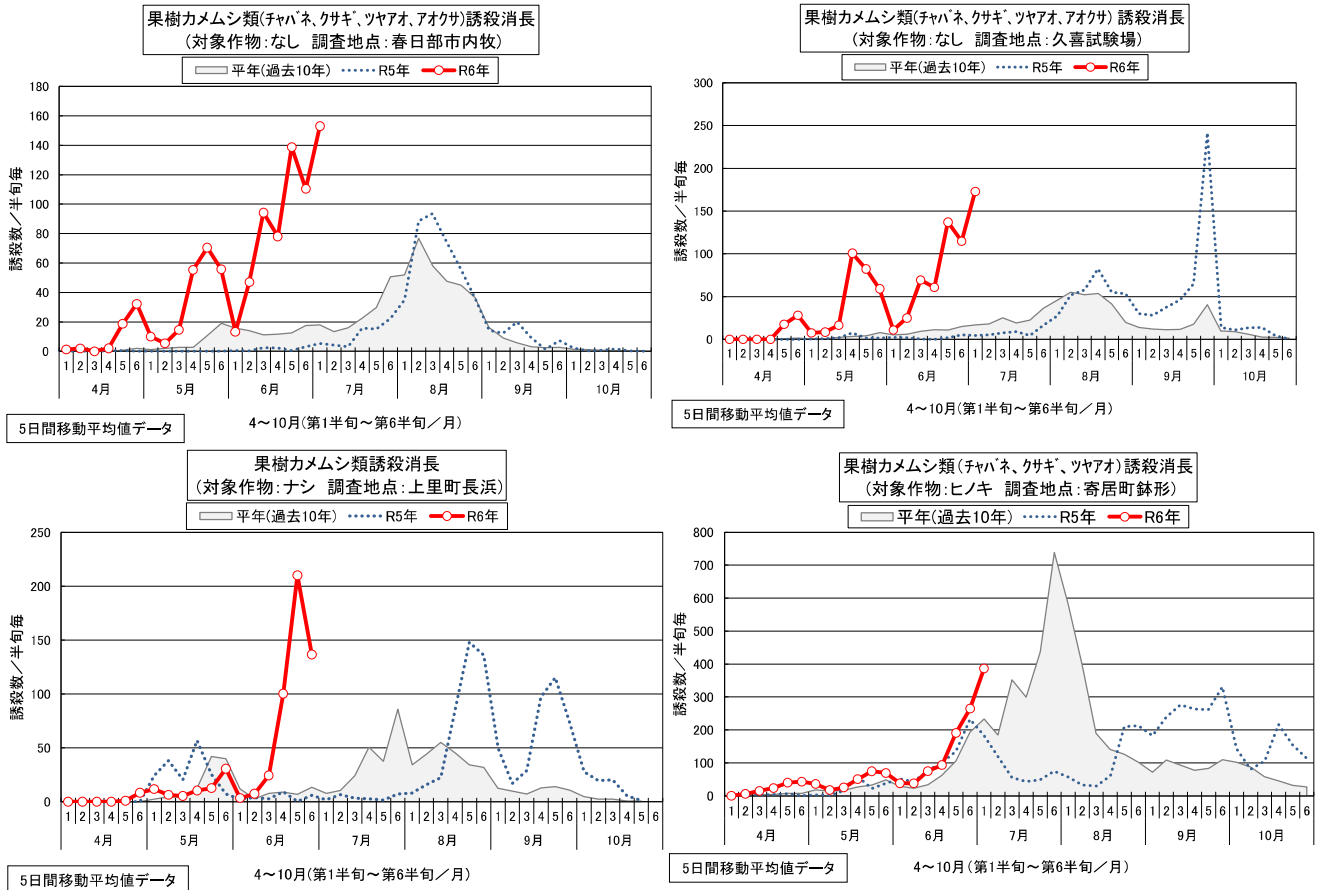 果樹カメムシ類(チャバネ、クサギ、ツヤアオ、アオクサ) 誘殺消長
(対象作物:なし 調査地点:春日部市内牧)
平年(過去10年) R5年 R6年
誘殺数/半旬毎
180
160
140
120
100
80
60
40
20
0
1 2 3 4 5 6 1 2 3 4 5 6 1 2 3 4 5 6 1 2 3 4 5 6 1 2 3 4 5 6 1 2 3 4 5 6 1 2 3 4 5 6
4月 5月 6月 7月 8月 9月 10月
4~10月(第1半旬~第6半旬/月)
5日間移動平均値データ
果樹カメムシ類(チャバネ、クサギ、ツヤアオ、アオクサ) 誘殺消長
(対象作物:なし 調査地点:久喜試験場)
平年(過去10年) R5年 R6年
誘殺数/半旬毎
300
250
200
150
100
50
0
1 2 3 4 5 6 1 2 3 4 5 6 1 2 3 4 5 6 1 2 3 4 5 6 1 2 3 4 5 6 1 2 3 4 5 6 1 2 3 4 5 6
4月 5月 6月 7月 8月 9月 10月
4~10月(第1半旬~第6半旬/月)
5日間移動平均値データ
果樹カメムシ類誘殺消長
(対象作物:ナシ 調査地点:上里町長浜)
平年(過去10年) R5年 R6年
誘殺数/半旬毎
250
200
150
100
50
0
1 2 3 4 5 6 1 2 3 4 5 6 1 2 3 4 5 6 1 2 3 4 5 6 1 2 3 4 5 6 1 2 3 4 5 6 1 2 3 4 5 6
4月 5月 6月 7月 8月 9月 10月
4~10月(第1半旬~第6半旬/月)
5日間移動平均値データ
果樹カメムシ類(チャバネ、クサギ、ツヤアオ) 誘殺消長
(対象作物:ヒノキ 調査地点:寄居町鉢形)
平年(過去10年) R5年 R6年
誘殺数/半旬毎
800
700
600
500
400
300
200
100
0
1 2 3 4 5 6 1 2 3 4 5 6 1 2 3 4 5 6 1 2 3 4 5 6 1 2 3 4 5 6 1 2 3 4 5 6 1 2 3 4 5 6
4月 5月 6月 7月 8月 9月 10月
4~10月(第1半旬~第6半旬/月)
5日間移動平均値データ